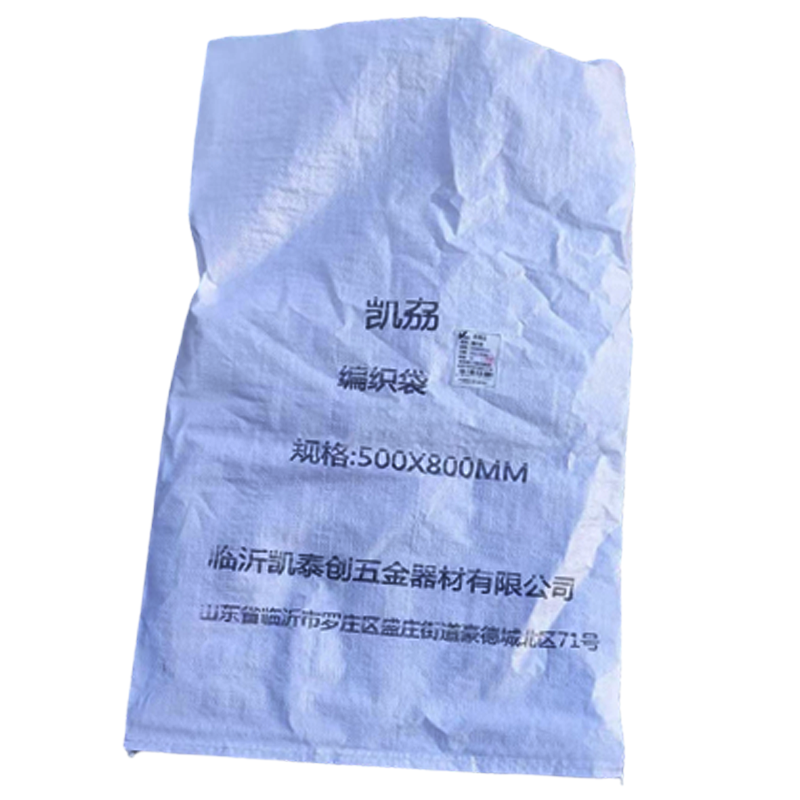 凯刕
编织袋
规格:500X800MM
临沂凯泰创五金器材有限公司
山东省临沂市罗庄区盛庄街道豪德城北区71号